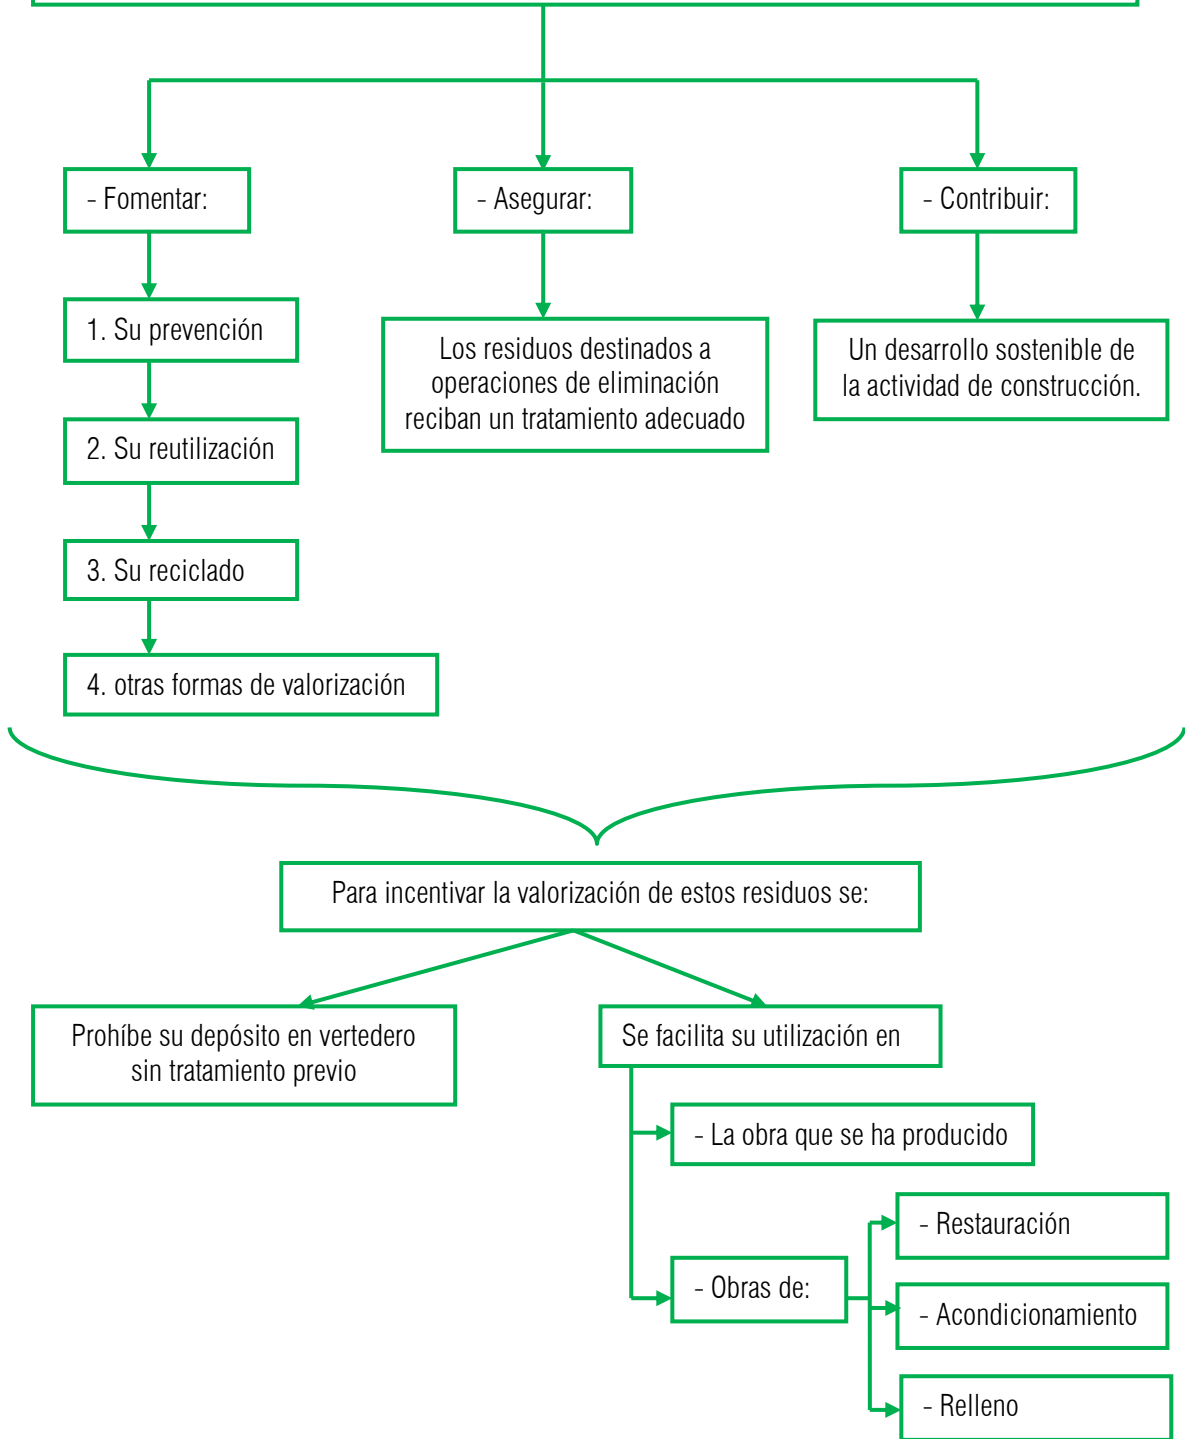 - Fomentar:
- Asegurar:
- Contribuir:
1. Su prevención
2. Su reutilización
3. Su reciclado
4. otras formas de valorización
Los residuos destinados a
operaciones de eliminación
reciban un tratamiento adecuado
Un desarrollo sostenible de
la actividad de construcción.
Para incentivar la valorización de estos residuos se:
Prohíbe su depósito en vertedero
sin tratamiento previo
Se facilita su utilización en
- La obra que se ha producido
- Obras de:
- Restauración
- Acondicionamiento
- Relleno